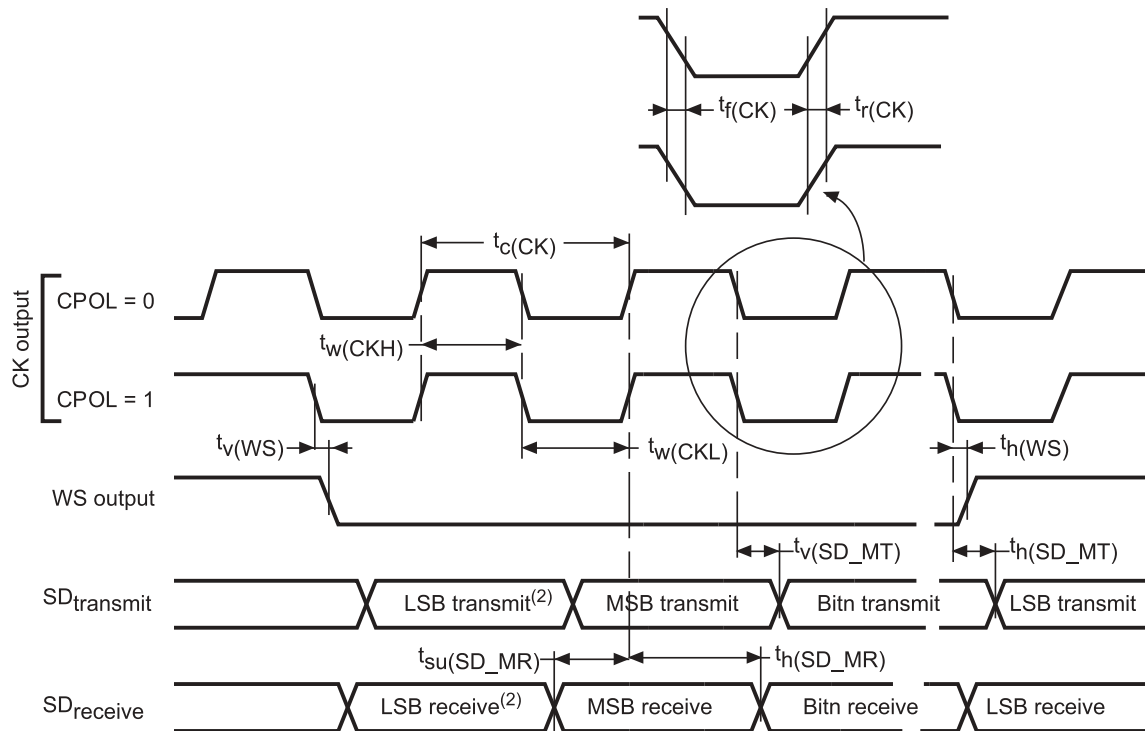 tf(CK)
tr(CK)
tc(CK)
CK output
CPOL = 0
tw(CKH)
CPOL = 1
tv(WS)
tw(CKL)
th(WS)
WS output
tv(SD_MT)
th(SD_MT)
SDtransmit
LSB transmit(2)
MSB transmit
Bitn transmit
LSB transmit
tsu(SD_MR)
th(SD_MR)
SDreceive
LSB receive(2)
MSB receive
Bitn receive
LSB receive